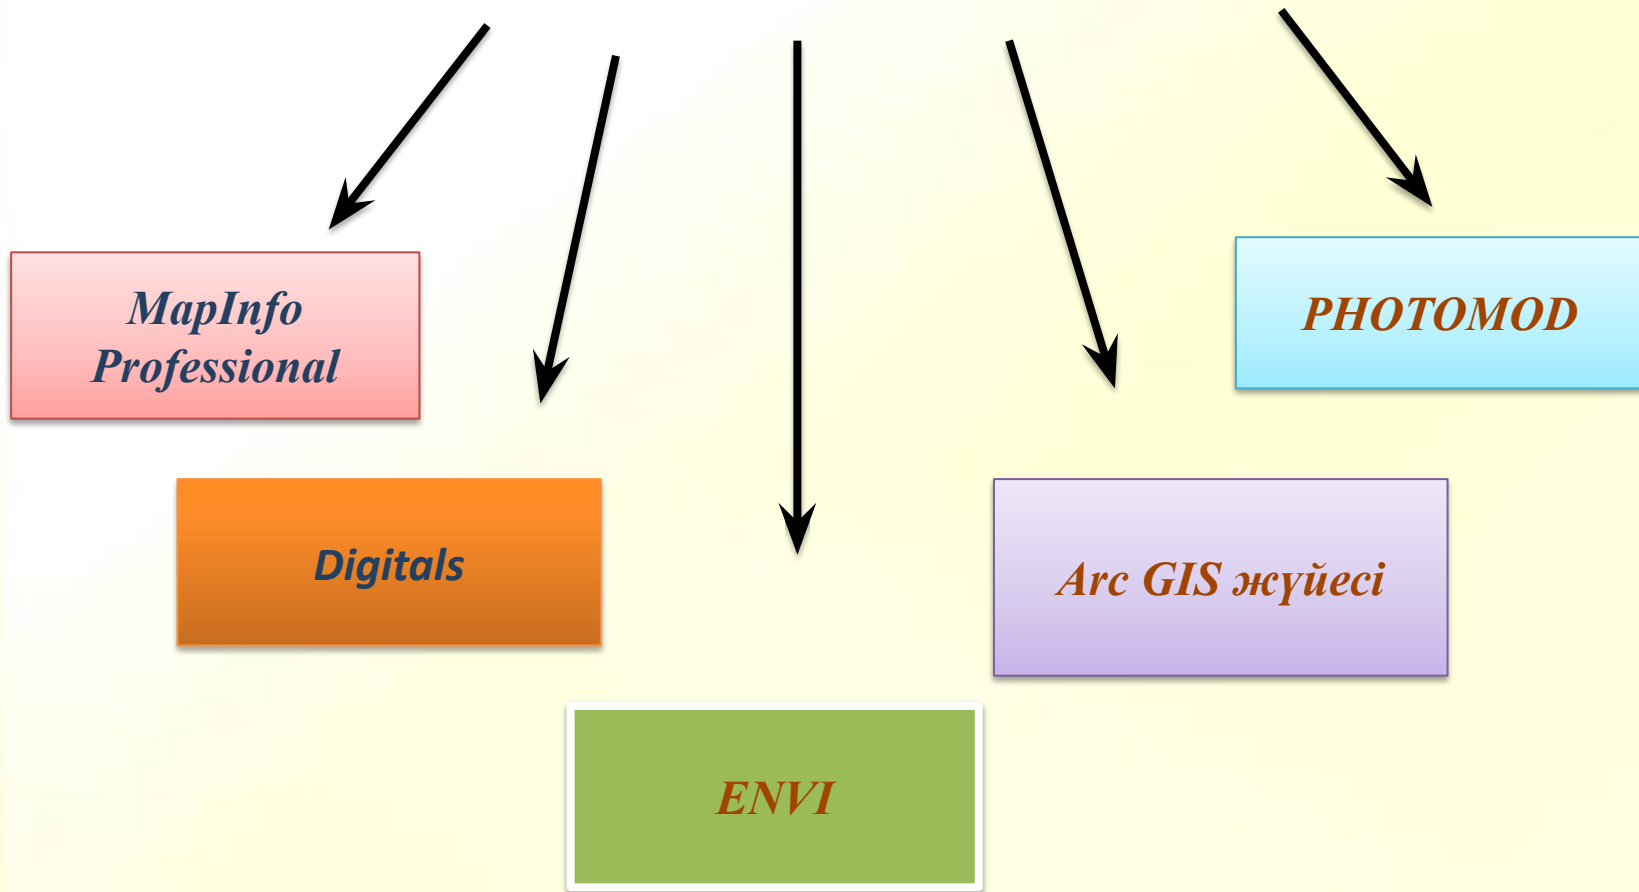 MapInfo
Professional
PHOTOMOD
Digitals
Arc GIS жүйесі
ENVI